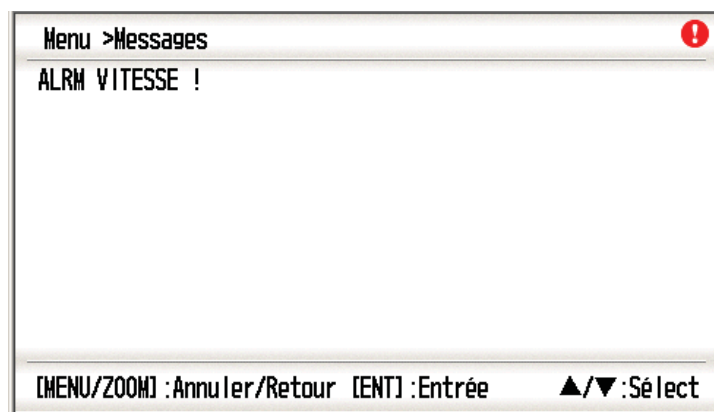 Menu >Messages
ALRM VITESSE !
[MENU/ZOOM] :Annuler/Retour [ENT] :Entrée ▲/▼:Sélect